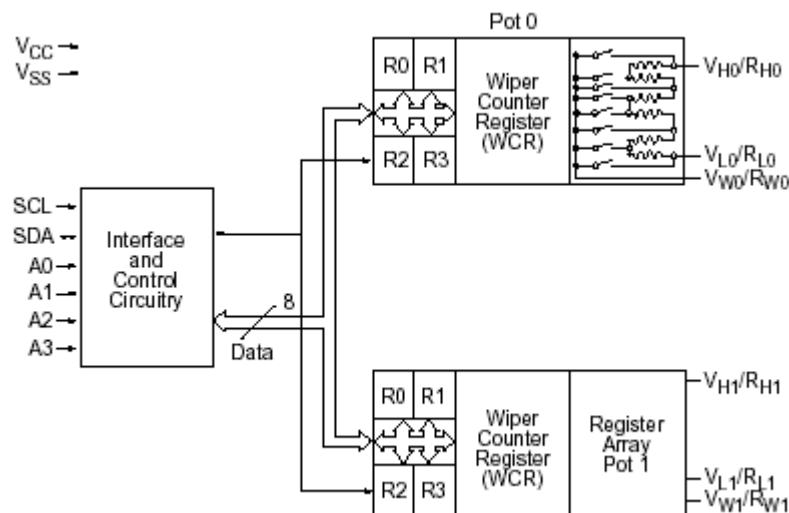 Pot 0
VCC
VSS
R0 R1
R2 R3
Wiper
Counter
Register
(WCR)
VH0/RH0
VL0/RL0
VW0/RW0
SCL
SDA
A0
A1
A2
A3
Interface
and
Control
Circuitry
8
Data
R0 R1
R2 R3
Wiper
Counter
Register
(WCR)
Register
Array
Pot 1
VH1/RH1
VL1/RL1
VW1/RW1